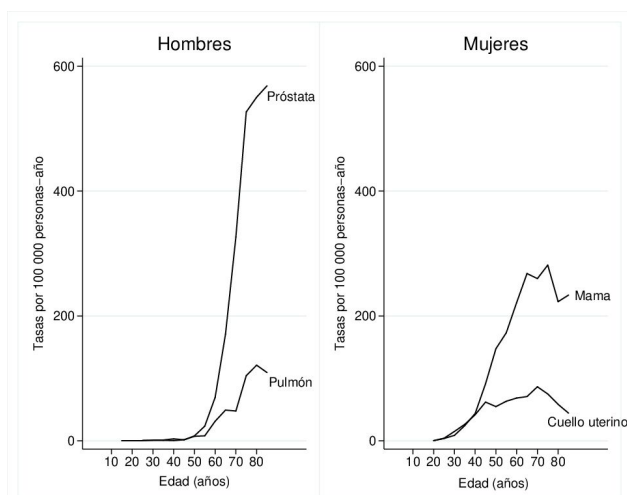 Hombres
Tasas por 100 000 personas–año
600
400
200
0
Próstata
Pulmón
10 20 30 40 50 60 70 80
Edad (años)
Mujeres
Tasas por 100 000 personas–año
600
400
200
0
Mama
Cuello uterino
10 20 30 40 50 60 70 80
Edad (años)